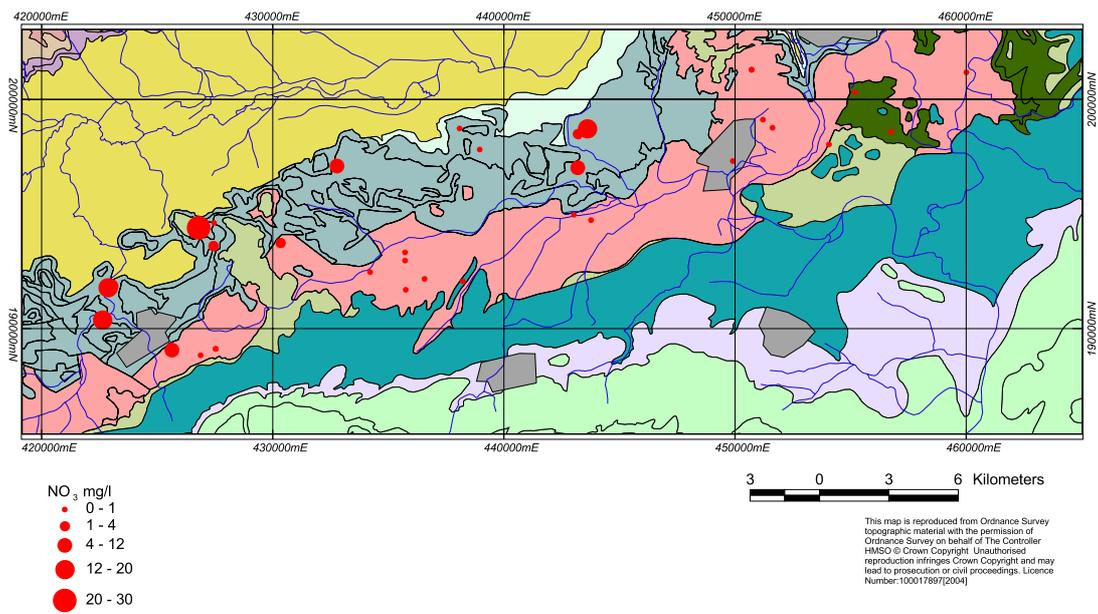 420000mE 430000mE 440000mE 450000mE 460000mE
200000mN 200000mN
190000mN 190000mN
420000mE 430000mE 440000mE 450000mE 460000mE
NO3 mg/l
0 - 1
1 - 4
4 - 12
12 - 20
20 - 30
3 0 3 6 Kilometers
This map is reproduced from Ordnance Survey
topographic material with the permission of
Ordnance Survey on behalf of The Controller
HMSO © Crown Copyright Unauthorised
reproduction infringes Crown Copyright and may
lead to prosecution or civil proceedings. Licence
Number:100017897[2004]